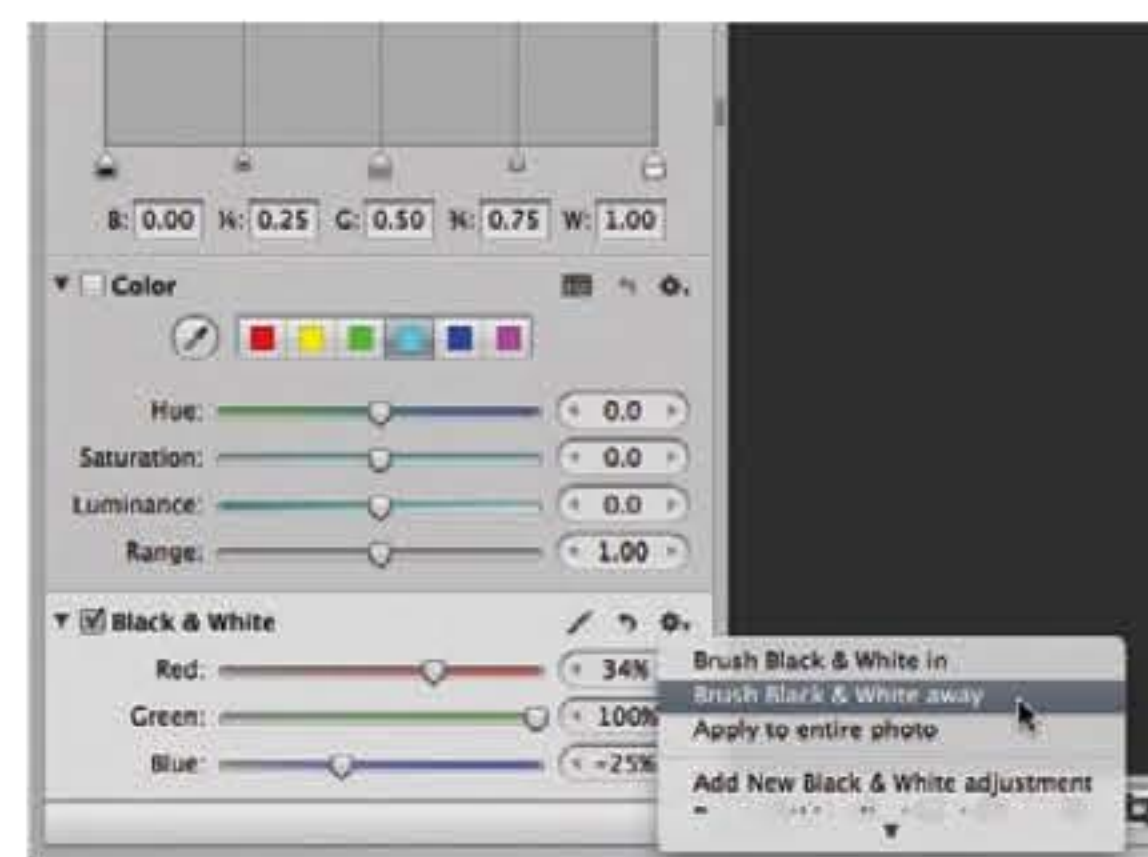 B: 0.00 ¼: 0.25 G: 0.50 ¾: 0.75 W: 1.00
Color
Hue: 0.0
Saturation: 0.0
Luminance: 0.0
Range: 1.00
Black & White
Red: 34%
Green: 100%
Blue: -25%
Brush Black & White in
Brush Black & White away
Apply to entire photo
Add New Black & White adjustment